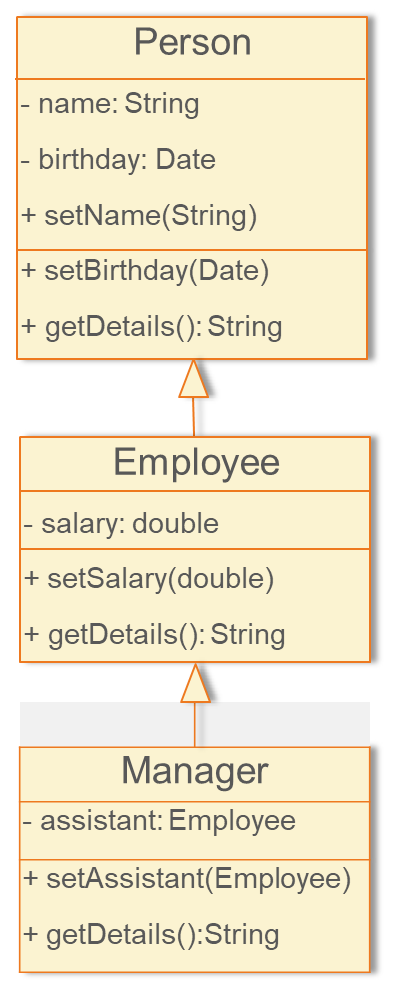 Person
- name: String
- birthday: Date
+ setName(String)
+ setBirthday(Date)
+ getDetails(): String
Employee
- salary: double
+ setSalary(double)
+ getDetails(): String
Manager
- assistant: Employee
+ setAssistant(Employee)
+ getDetails():String